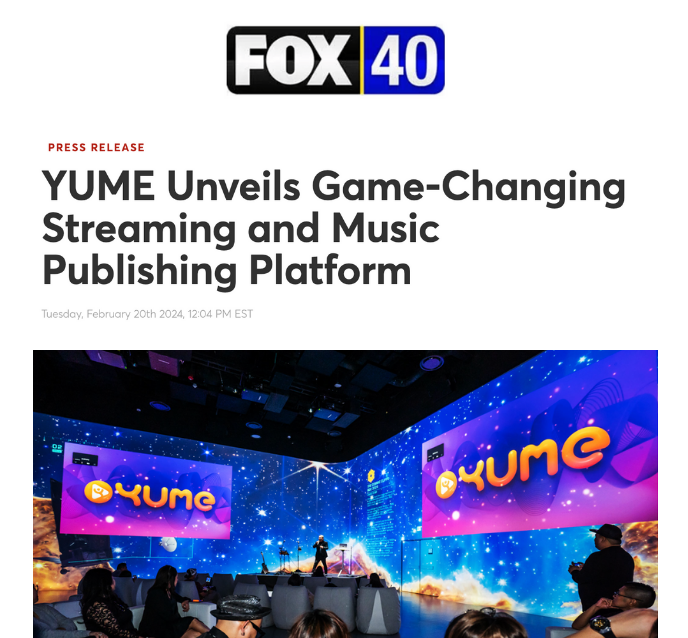 FOX 40
PRESS RELEASE
YUME Unveils Game-Changing
Streaming and Music
Publishing Platform
Tuesday, February 20th 2024, 12:04 PM EST
YUME
YUME